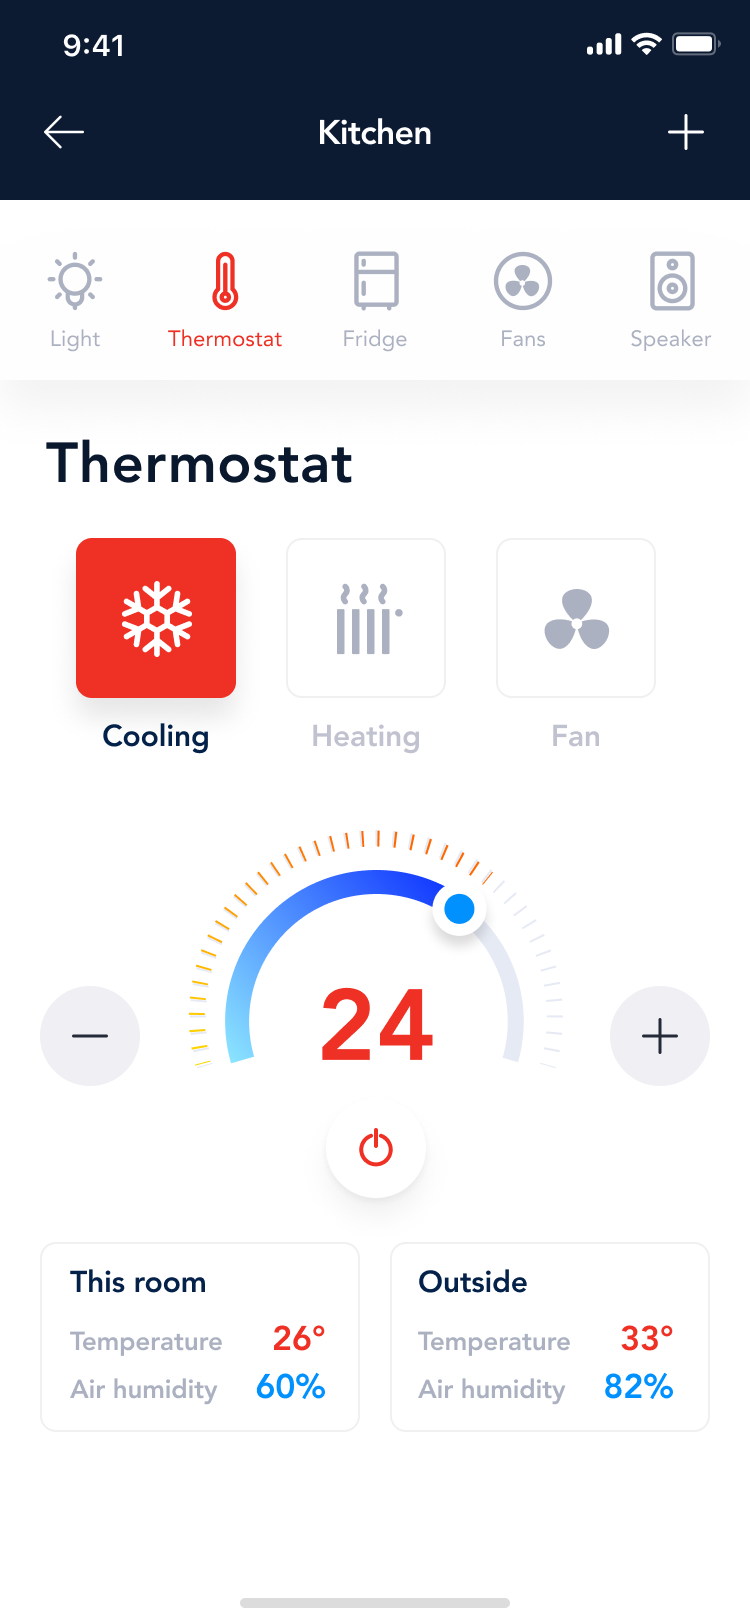 9:41
Kitchen
Light Thermostat Fridge Fans Speaker
Thermostat
Cooling Heating Fan
24
This room
Temperature 26°
Air humidity 60%
Outside
Temperature 33°
Air humidity 82%